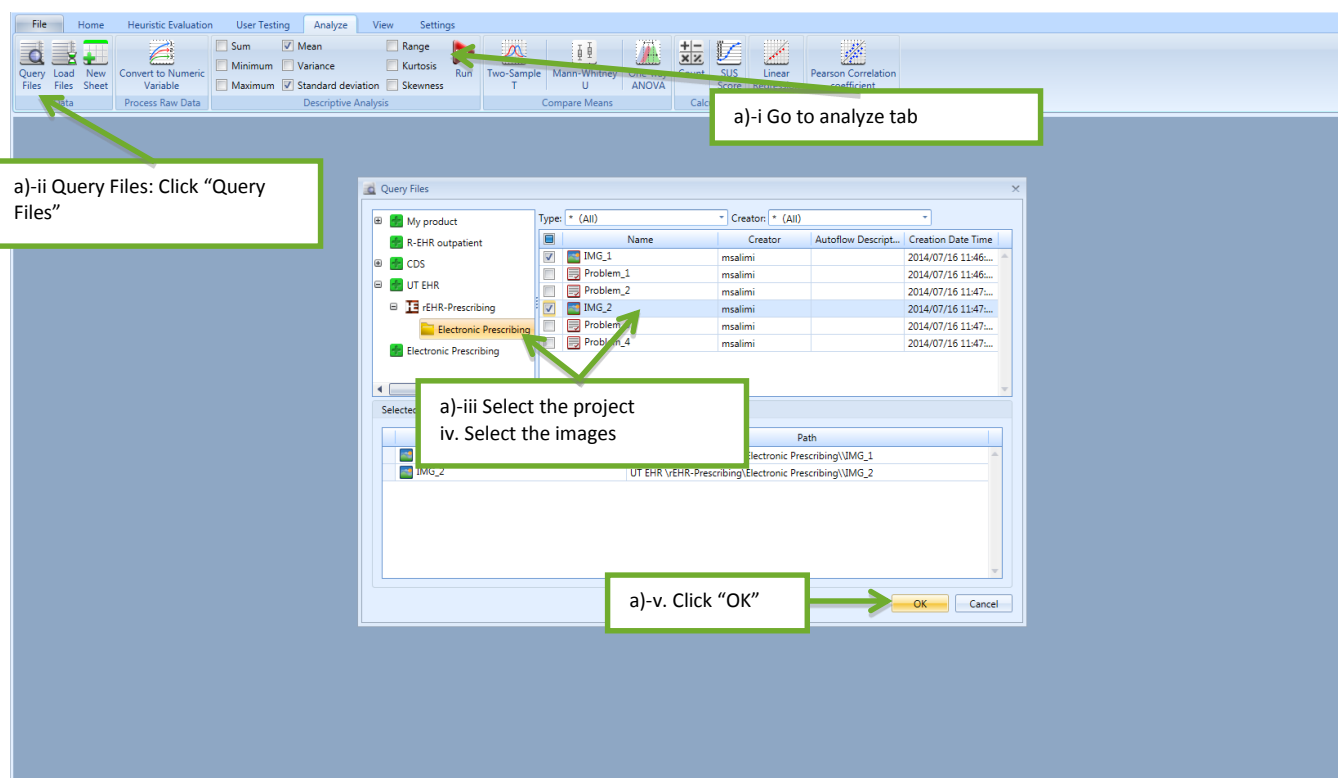 File Home Heuristic Evaluation User Testing Analyze View Settings
Sum Mean Range
Minimum Variance Kurtosis
Maximum Standard deviation Skewness
Query Files
Load Files
New Sheet
Convert to Numeric Variable
Run
Two-Sample T
Mann-Whitney U
ANOVA
SUS Score
Linear
Pearson Correlation
coefficient
Process Raw Data Descriptive Analysis Compare Means
a)-i Go to analyze tab
a)-ii Query Files: Click “Query
Files”
Query Files
My product
R-EHR outpatient
CDS
UT EHR
rEHR-Prescribing
Electronic Prescribing
Electronic Prescribing
Type: * (All) Creator: * (All)
Name Creator Autoflow Descript... Creation Date Time
IMG_1 msalimi 2014/07/16 11:46:...
Problem_1 msalimi 2014/07/16 11:46:...
Problem_2 msalimi 2014/07/16 11:47:...
IMG_2 msalimi 2014/07/16 11:47:...
msalimi 2014/07/16 11:47:...
Problem_4 msalimi 2014/07/16 11:47:...
a)-iii Select the project
iv. Select the images
Selected
Path
Electronic Prescribing\\IMG_1
IMG_2 UT EHR \rEHR-Prescribing\Electronic Prescribing\\IMG_2
a)-v. Click “OK”
OK Cancel